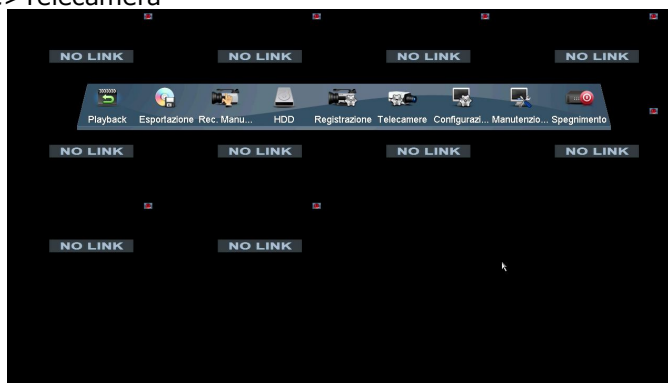 > Telecamera
NO LINK NO LINK NO LINK NO LINK
Playback Esportazione Rec. Manu... HDD Registrazione Telecamere Configurazi... Manutenzio... Spegnimento
NO LINK NO LINK NO LINK NO LINK
NO LINK NO LINK